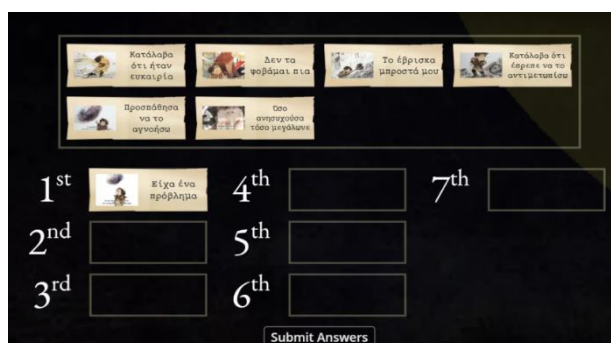 Κατάλαβα
ότι ήταν
ευκαιρία
Δεν τα
φοβάμαι πια
Το έβρισκα
μπροστά μου
Κατάλαβα ότι
έπρεπε να το
αντιμετωπίσω
Προσπάθησα
να το
αγνοήσω
Όσο
ανησυχούσα
τόσο μεγάλωνε
1st
Είχα ένα
πρόβλημα
4th
7th
2nd
5th
3rd
6th
Submit Answers